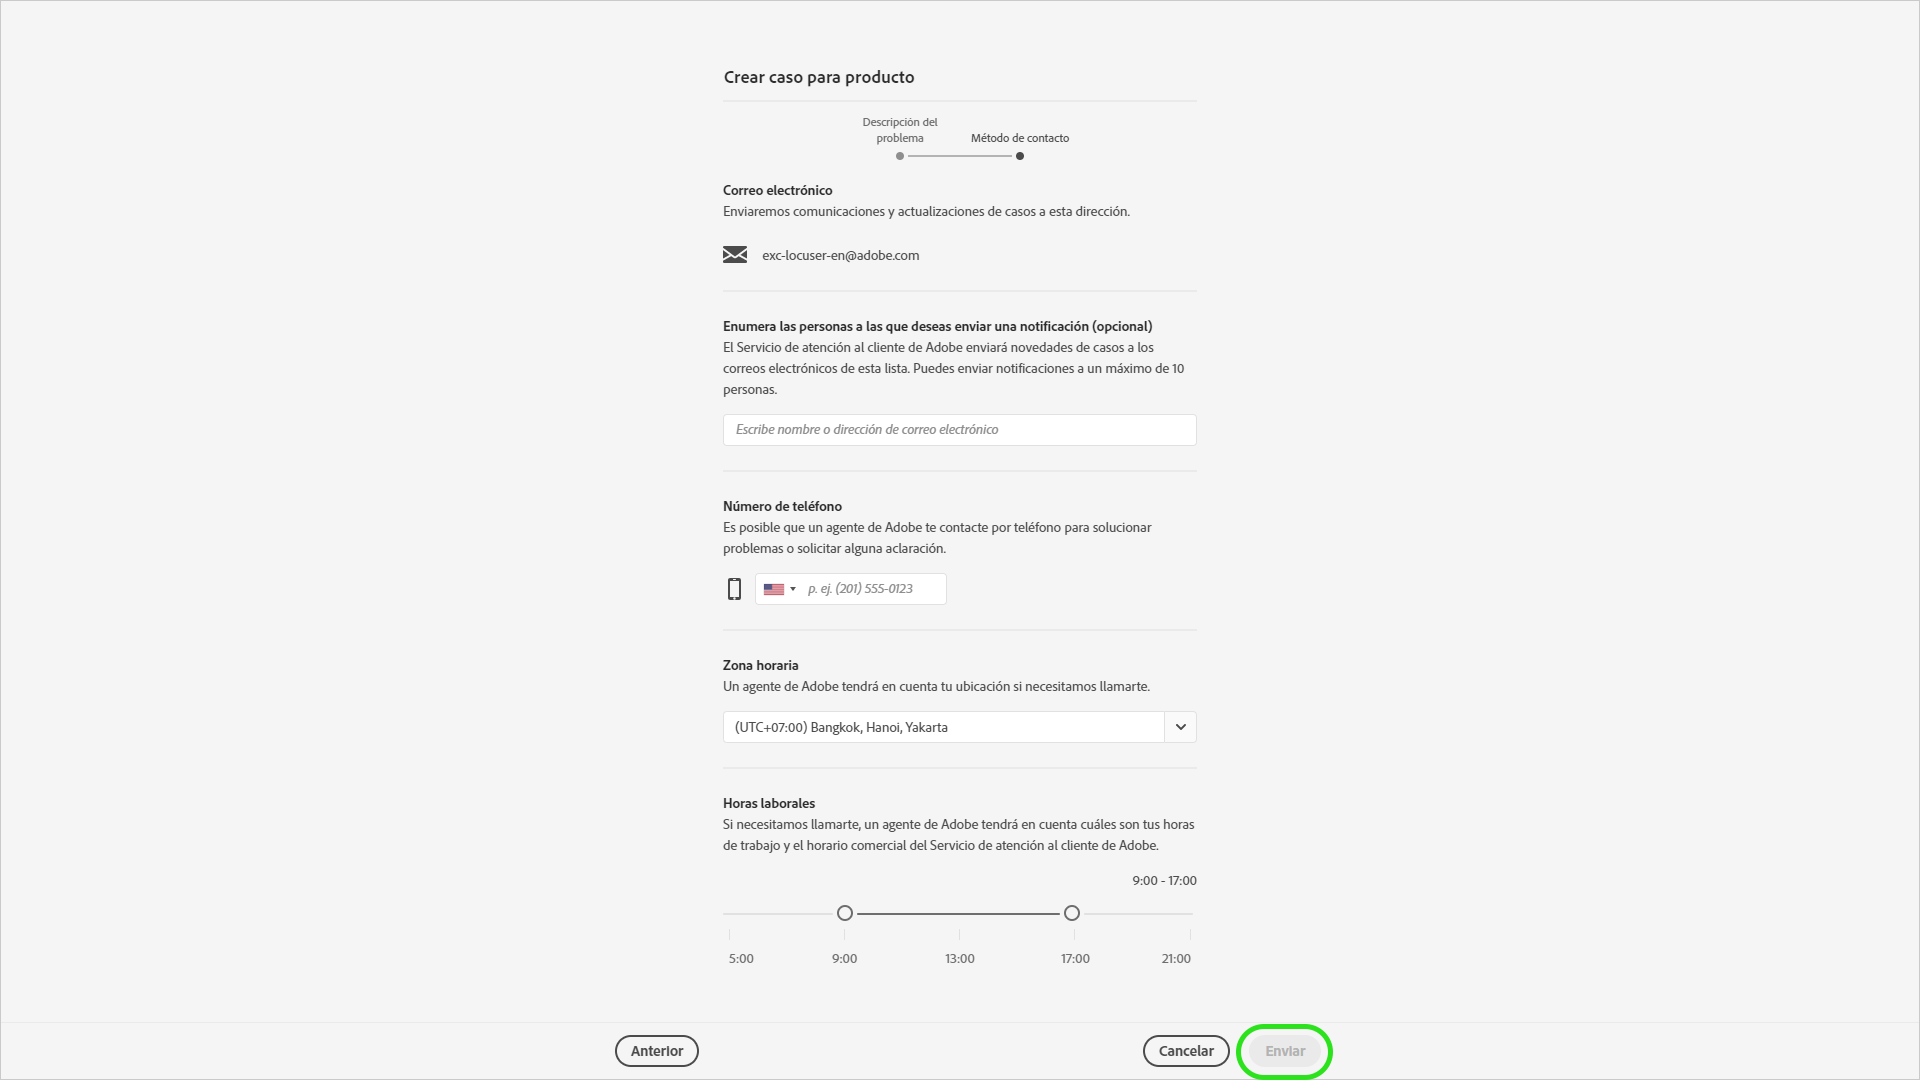 Crear caso para producto
Descripción del
problema
Método de contacto
Correo electrónico
Enviaremos comunicaciones y actualizaciones de casos a esta dirección.
exc-locuser-en@adobe.com
Enumera las personas a las que deseas enviar una notificación (opcional)
El Servicio de atención al cliente de Adobe enviará novedades de casos a los
correos electrónicos de esta lista. Puedes enviar notificaciones a un máximo de 10
personas.
Escribe nombre o dirección de correo electrónico
Número de teléfono
Es posible que un agente de Adobe te contacte por teléfono para solucionar
problemas o solicitar alguna aclaración.
p. ej. (201) 555-0123
Zona horaria
Un agente de Adobe tendrá en cuenta tu ubicación si necesitamos llamarte.
(UTC+07:00) Bangkok, Hanoi, Yakarta
Horas laborales
Si necesitamos llamarte, un agente de Adobe tendrá en cuenta cuáles son tus horas
de trabajo y el horario comercial del Servicio de atención al cliente de Adobe.
9:00 - 17:00
5:00 9:00 13:00 17:00 21:00
Anterior Cancelar Enviar